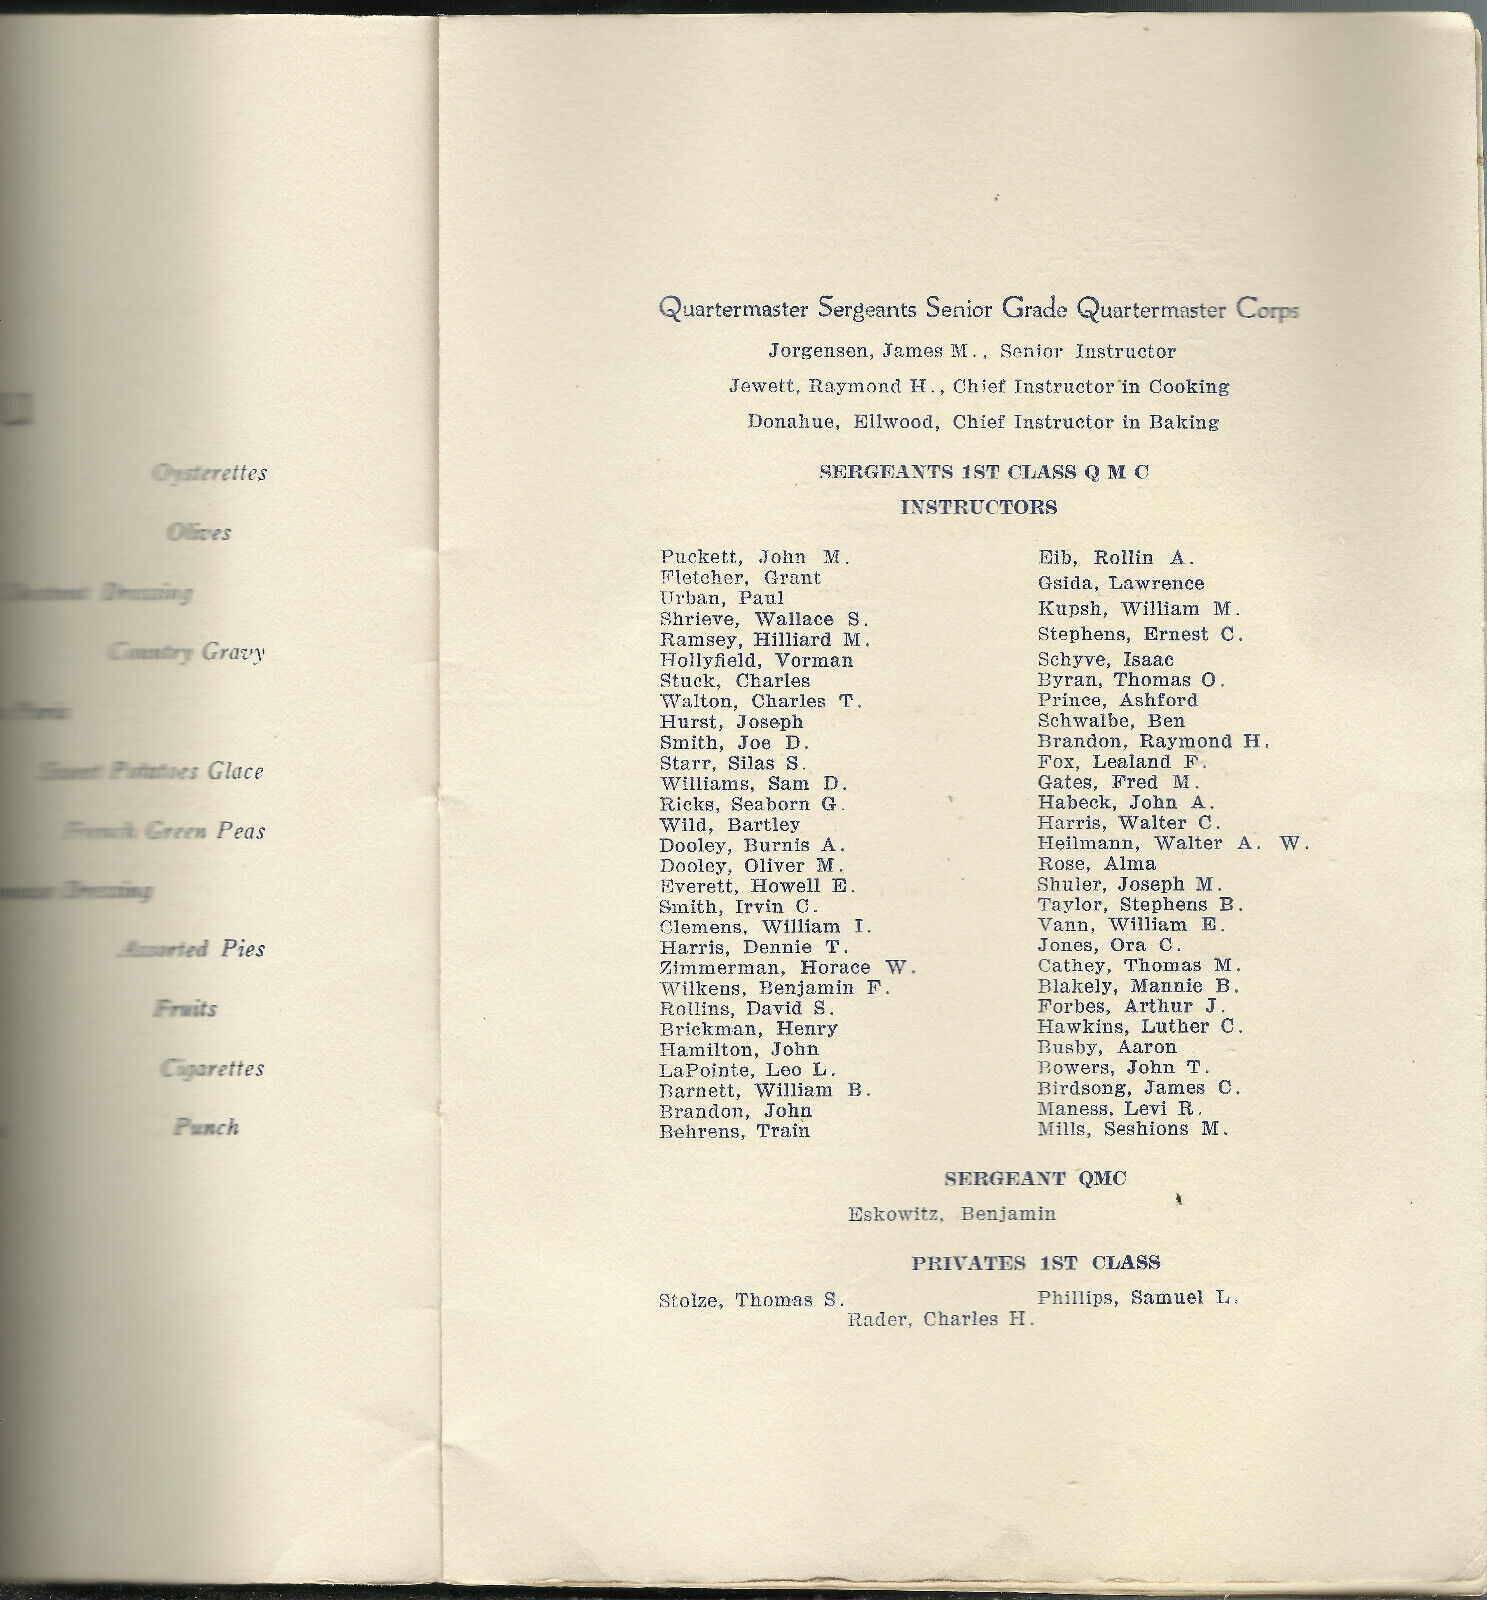 Oysterettes
Olives
Dressing
Country Gravy
Sweet Potatoes Glace
French Green Peas
Dressing
Assorted Pies
Fruits
Cigarettes
Punch
Quartermaster Sergeants Senior Grade Quartermaster Corps
Jorgensen, James M., Senior Instructor
Jewett, Raymond H., Chief Instructor in Cooking
Donahue, Ellwood, Chief Instructor in Baking
SERGEANTS 1ST CLASS Q M C
INSTRUCTORS
Puckett, John M.
Fletcher, Grant
Urban, Paul
Shrieve, Wallace S.
Ramsey, Hilliard M.
Hollyfield, Vorman
Stuck, Charles
Walton, Charles T.
Hurst, Joseph
Smith, Joe D.
Starr, Silas S.
Williams, Sam D.
Ricks, Seaborn G.
Wild, Bartley
Dooley, Burnis A.
Dooley, Oliver M.
Everett, Howell E.
Smith, Irvin C.
Clemens, William I.
Harris, Dennie T.
Zimmerman, Horace W.
Wilkens, Benjamin F.
Rollins, David S.
Brickman, Henry
Hamilton, John
LaPointe, Leo L.
Barnett, William B.
Brandon, John
Behrens, Train
Eib, Rollin A.
Gsida, Lawrence
Kupsh, William M.
Stephens, Ernest C.
Schyve, Isaac
Byran, Thomas O.
Prince, Ashford
Schwalbe, Ben
Brandon, Raymond H.
Fox, Lealand F.
Gates, Fred M.
Habeck, John A.
Harris, Walter C.
Heilmann, Walter A. W.
Rose, Alma
Shuler, Joseph M.
Taylor, Stephens B.
Vann, William E.
Jones, Ora C.
Cathey, Thomas M.
Blakely, Mannie B.
Forbes, Arthur J.
Hawkins, Luther C.
Busby, Aaron
Bowers, John T.
Birdsong, James C.
Maness, Levi R.
Mills, Seshions M.
SERGEANT QMC
Eskowitz, Benjamin
PRIVATES 1ST CLASS
Stolze, Thomas S.
Phillips, Samuel L.
Rader, Charles H.